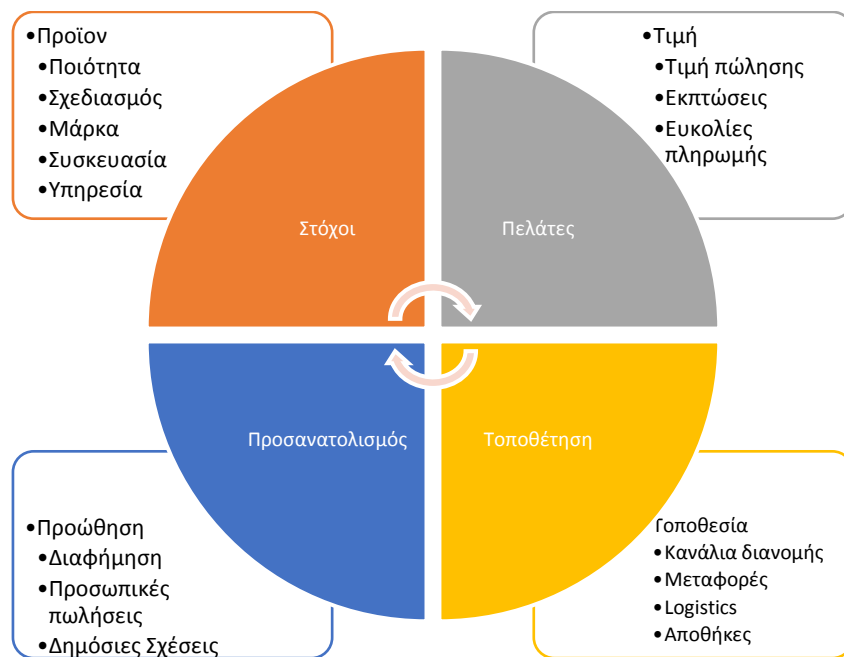 •Προϊον
•Ποιότητα
•Σχεδιασμός
•Μάρκα
•Συσκευασία
•Υπηρεσία
•Τιμή
•Τιμή πώλησης
•Εκπτώσεις
•Ευκολίες
πληρωμής
Στόχοι
Πελάτες
Προσανατολισμός
Τοποθέτηση
•Προώθηση
•Διαφήμηση
•Προσωπικές
πωλήσεις
•Δημόσιες Σχέσεις
Τοποθεσία
•Κανάλια διανομής
•Μεταφορές
•Logistics
•Αποθήκες